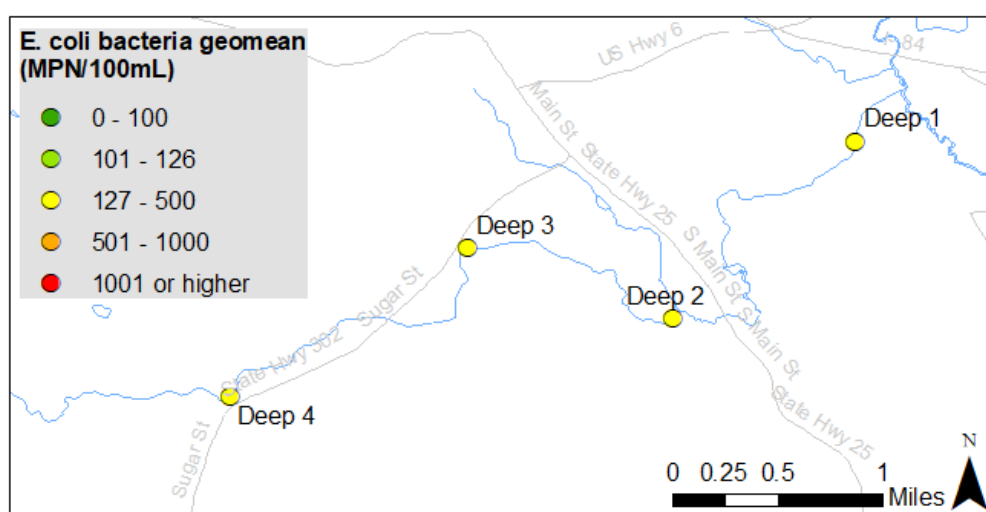 E. coli bacteria geomean
(MPN/100mL)
0 - 100
101 - 126
127 - 500
501 - 1000
1001 or higher
US Hwy 6
I- 84
Main St
State Hwy 25
Deep 1
Deep 3
S Main St
Deep 2
S Main St
State Hwy 302
Sugar St
Deep 4
Sugar St
State Hwy 25
N
0 0.25 0.5 1
Miles